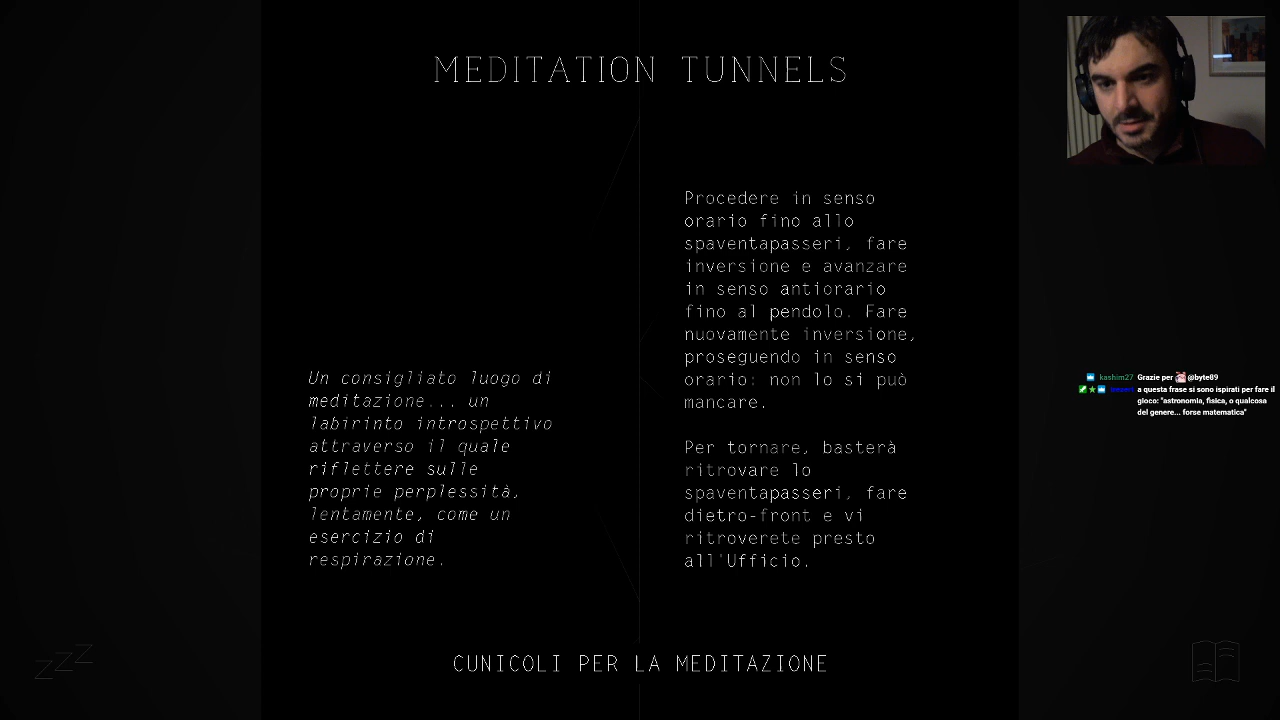 MEDITATION TUNNELS
Un consigliato luogo di
meditazione... un
labirinto introspettivo
attraverso il quale
riflettere sulle
proprie perplessità,
lentamente, come un
esercizio di
respirazione.
Procedere in senso
orario fino allo
spaventapasseri, fare
inversione e avanzare
in senso antiorario
fino al pendolo. Fare
nuovamente inversione,
proseguendo in senso
orario: non lo si può
mancare.
Per tornare, basterà
ritrovare lo
spaventapasseri, fare
dietro-front e vi
ritroverete presto
all'Ufficio.
CUNICOLI PER LA MEDITAZIONE
ZZZ
kashim27 Grazie per @byte89
a questa frase si sono ispirati per fare il
gioco: "astronomia, fisica, o qualcosa
del genere... forse matematica"